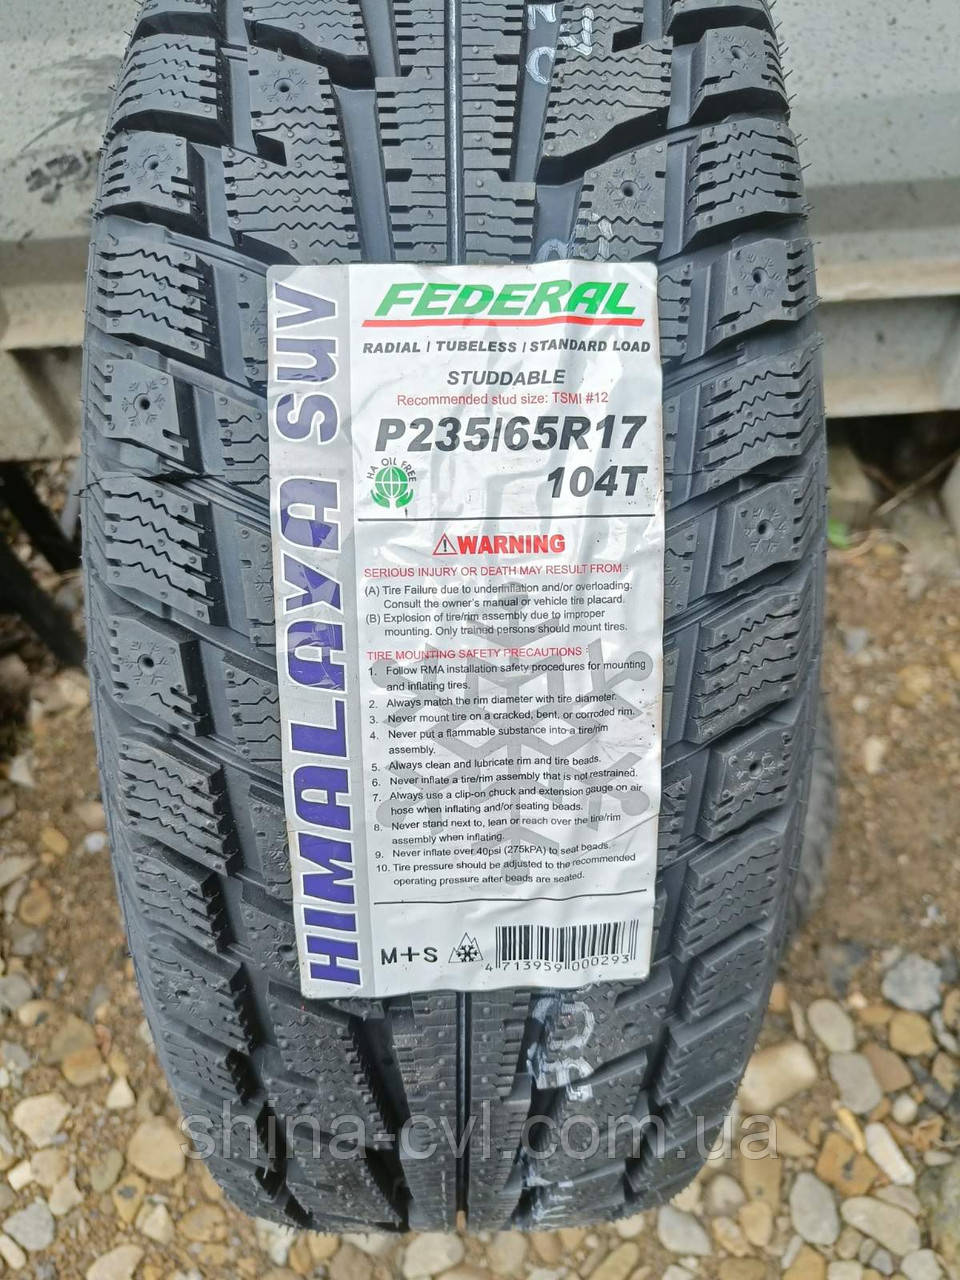 HIMALAYA SUV
FEDERAL
RADIAL / TUBELESS / STANDARD LOAD
STUDDABLE
Recommended stud size: TSMI #12
P235/65R17
HA OIL FREE
104T
WARNING
SERIOUS INJURY OR DEATH MAY RESULT FROM :
(A) Tire Failure due to underinflation and/or overloading.
Consult the owner's manual or vehicle tire placard.
(B) Explosion of tire/rim assembly due to improper
mounting. Only trained persons should mount tires.
TIRE MOUNTING SAFETY PRECAUTIONS :
1. Follow RMA installation safety procedures for mounting
and inflating tires.
2. Always match the rim diameter with tire diameter.
3. Never mount tire on a cracked, bent, or corroded rim.
4. Never put a flammable substance into a tire/rim
assembly.
5. Always clean and lubricate rim and tire beads.
6. Never inflate a tire/rim assembly that is not restrained.
7. Always use a clip-on chuck and extension gauge on air
hose when inflating and/or seating beads.
8. Never stand next to, lean or reach over the tire/rim
assembly when inflating.
9. Never inflate over 40psi (275kPA) to seat beads.
10. Tire pressure should be adjusted to the recommended
operating pressure after beads are seated.
M+S
4 713959 000293
shina-cvl.com.ua